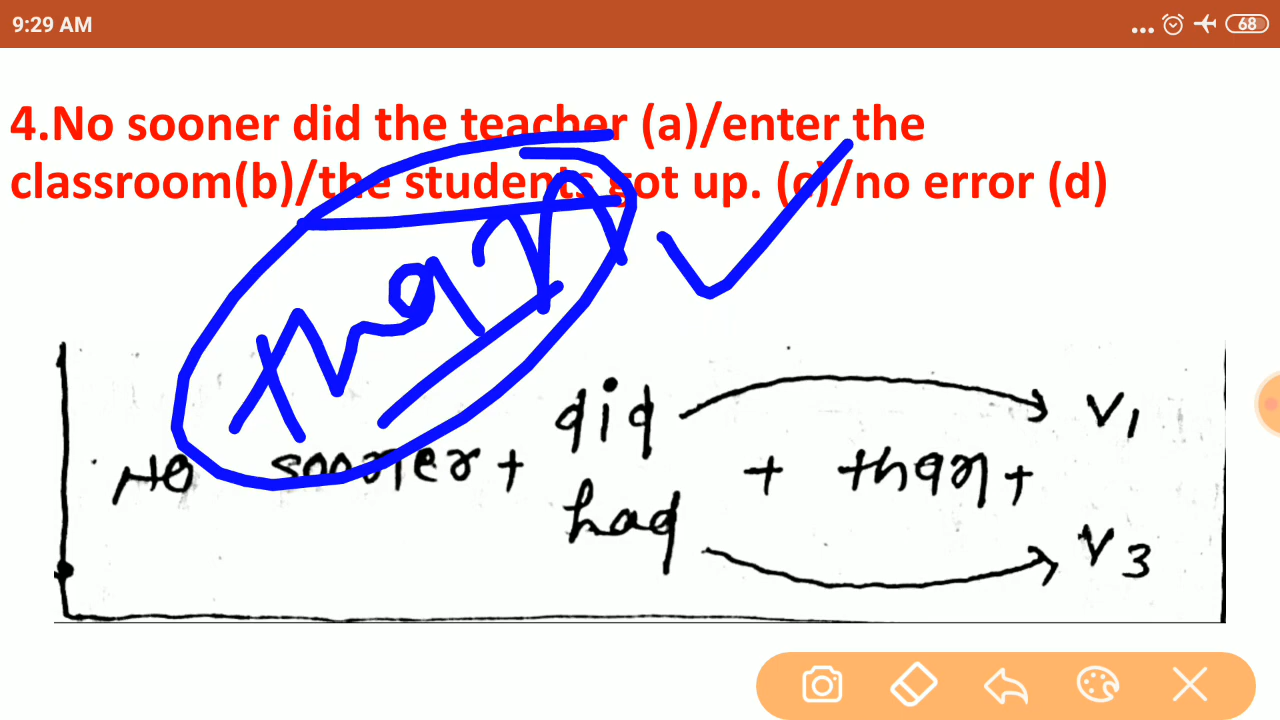 9:29 AM
68
4.No sooner did the teacher (a)/enter the
classroom(b)/the students got up. (c)/no error (d)
than
did V1
No sooner + + than +
had V3